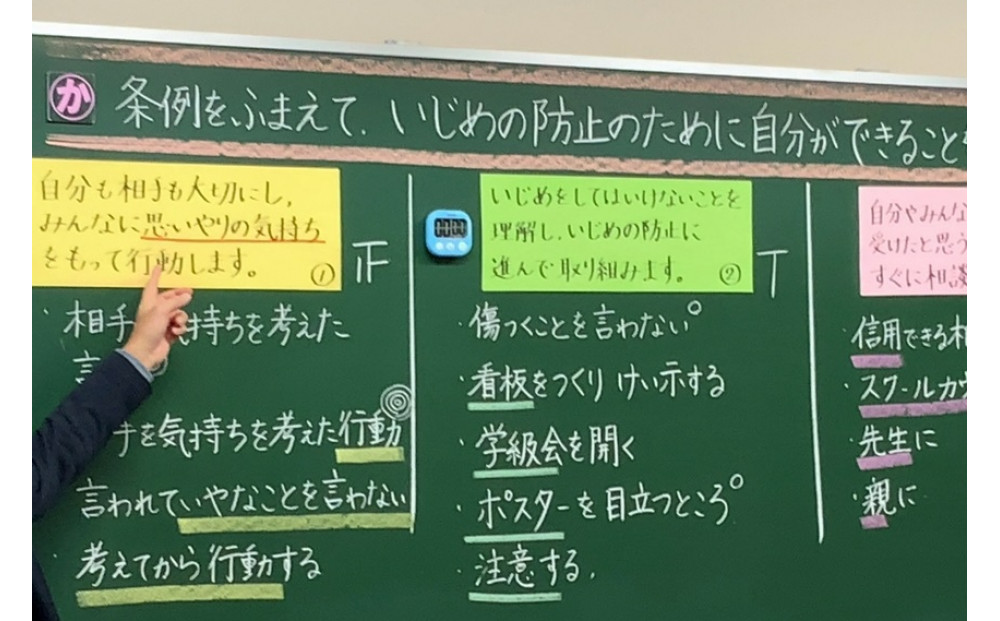 か 条例をふまえて、いじめの防止のために自分ができること
自分も相手も大切にし、
みんなに思いやりの気持ち
をもって行動します。 ①
正
・相手 気持ちを考えた
言
手を気持ちを考えた行動
言われていやなことを言わない
・考えてから行動する
いじめをしてはいけないことを
理解し、いじめの防止に
進んで取り組みます。 ②
丅
・傷つくことを言わない
・看板をつくりけい示する
・学級会を開く
・ポスターを目立つところ
・注意する.
自分やみんな
受けたと思う
すぐに相談
・信用できる相
・スクールカウ
・先生に
・親に